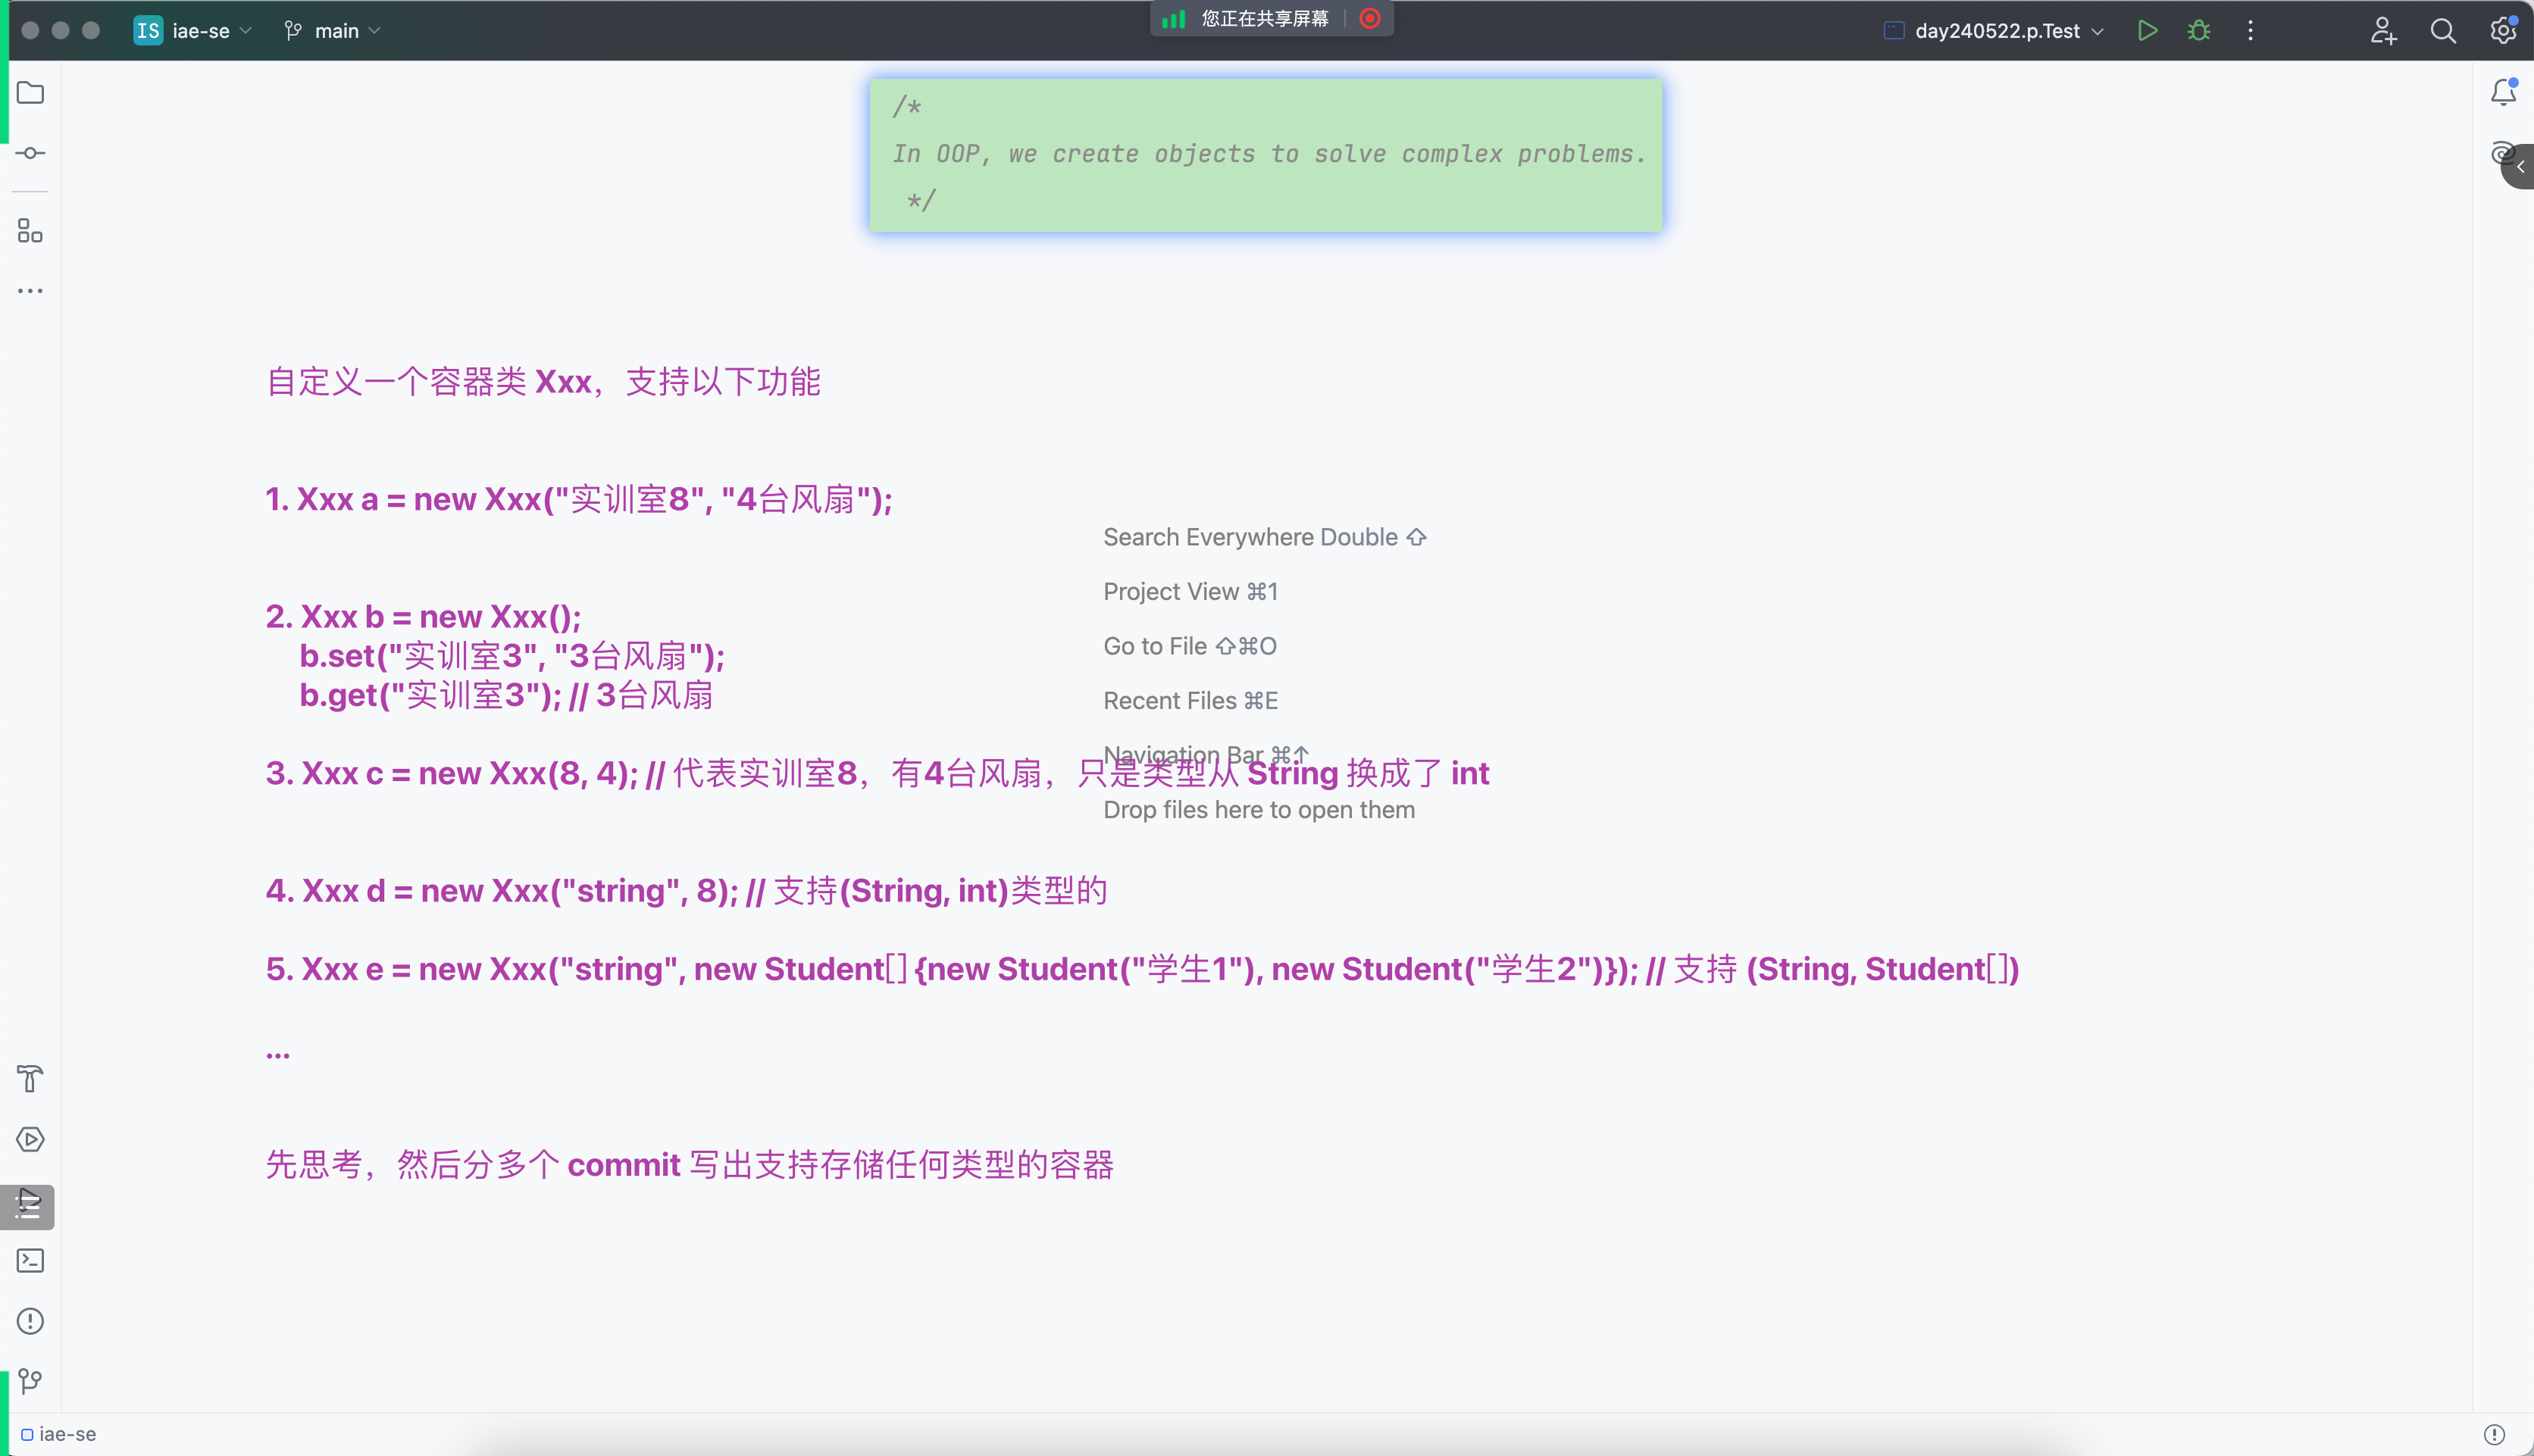 IS iae-se main
您正在共享屏幕
day240522.p.Test
/*
In OOP, we create objects to solve complex problems.
*/
自定义一个容器类 Xxx，支持以下功能
1. Xxx a = new Xxx("实训室8", "4台风扇");
Search Everywhere Double ⇧
Project View ⌘1
2. Xxx b = new Xxx();
b.set("实训室3", "3台风扇");
Go to File ⇧⌘O
b.get("实训室3"); // 3台风扇
Recent Files ⌘E
Navigation Bar ⌘↑
3. Xxx c = new Xxx(8, 4); // 代表实训室8，有4台风扇，只是类型从 String 换成了 int
Drop files here to open them
4. Xxx d = new Xxx("string", 8); // 支持(String, int)类型的
5. Xxx e = new Xxx("string", new Student[] {new Student("学生1"), new Student("学生2")}); // 支持 (String, Student[])
...
先思考，然后分多个 commit 写出支持存储任何类型的容器
iae-se